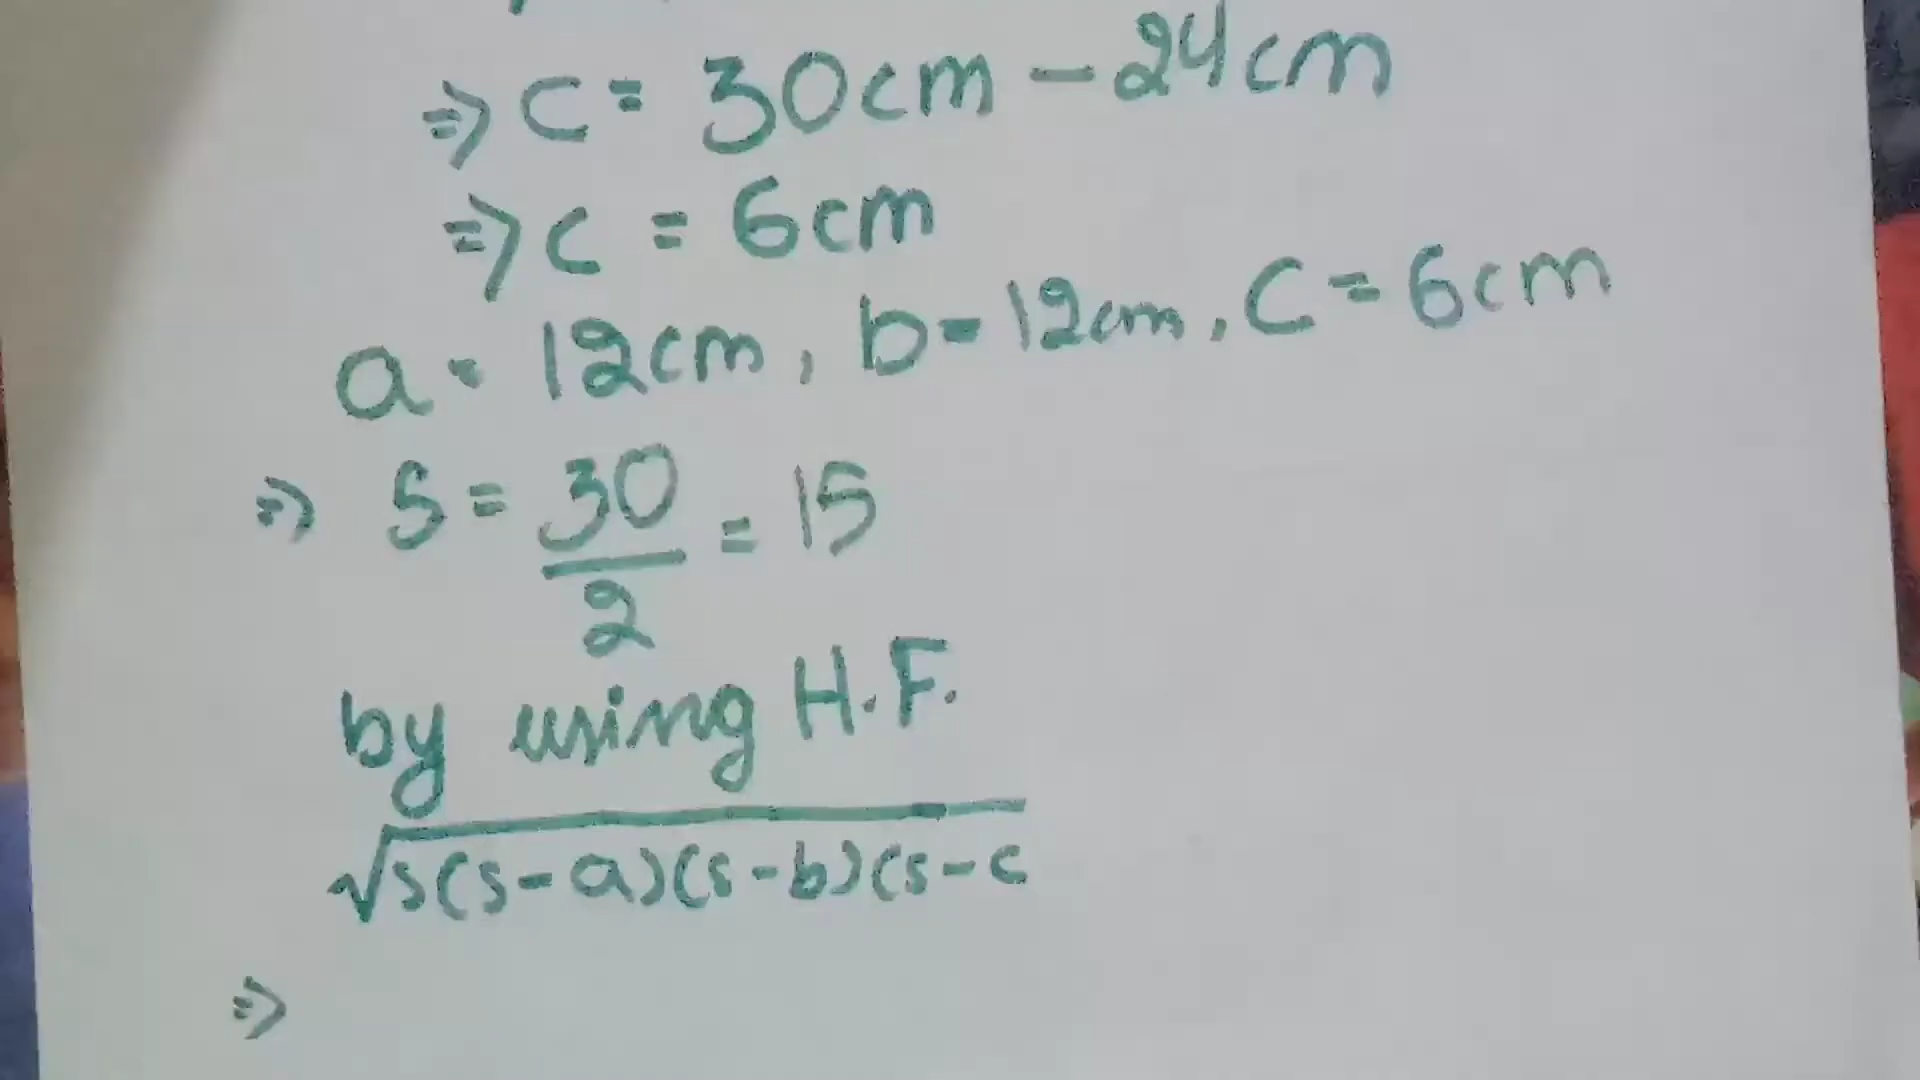 ⇒ C = 30cm - 24cm
⇒ C = 6cm
a = 12cm, b = 12cm, C = 6cm
⇒ S = 30/2 = 15
by using H.F.
√s(s-a)(s-b)(s-c
⇒